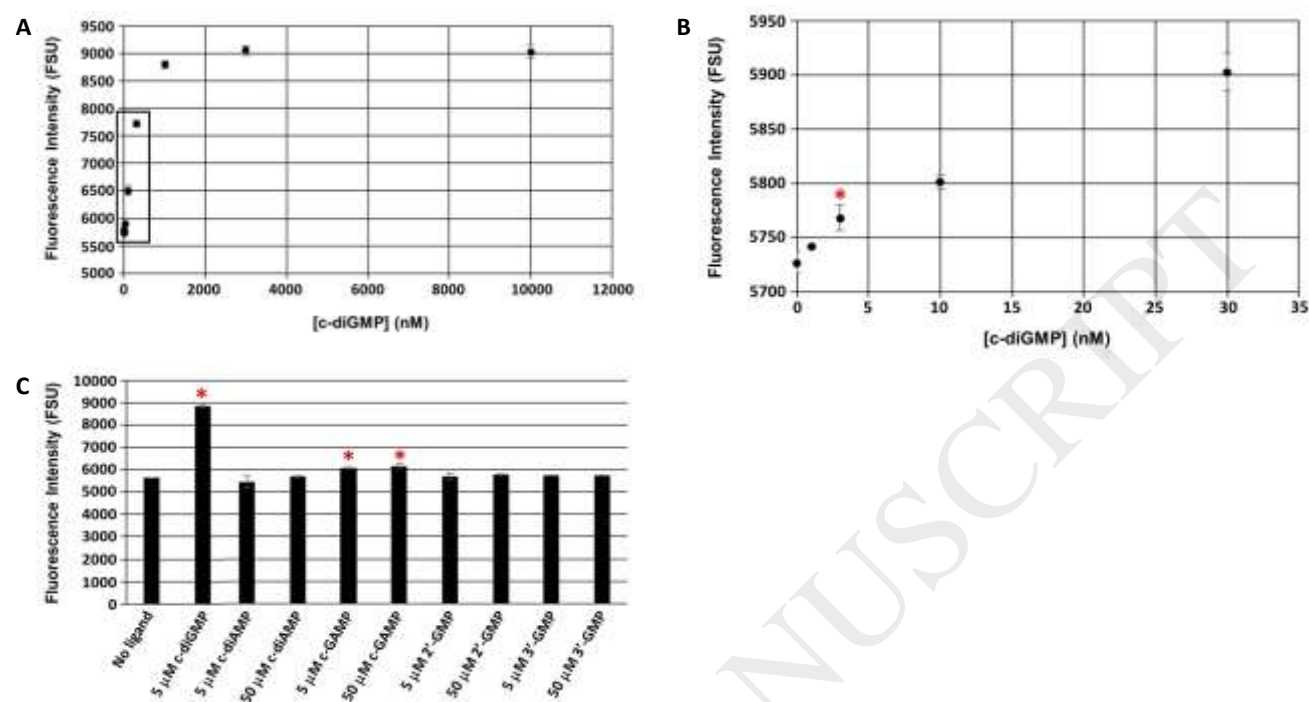 A
Fluorescence Intensity (FSU)
9500
9000
8500
8000
7500
7000
6500
6000
5500
5000
0
2000
4000
6000
8000
10000
12000
[c-diGMP] (nM)
B
Fluorescence Intensity (FSU)
5950
5900
5850
5800
5750
5700
*
0
5
10
15
20
25
30
35
[c-diGMP] (nM)
C
Fluorescence Intensity (FSU)
10000
9000
8000
7000
6000
5000
4000
3000
2000
1000
0
*
*
*
No ligand
5 µM c-diGMP
5 µM c-diAMP
50 µM c-diAMP
5 µM c-GAMP
50 µM c-GAMP
5 µM 2'-GMP
50 µM 2'-GMP
5 µM 3'-GMP
50 µM 3'-GMP
NUSCRIPT